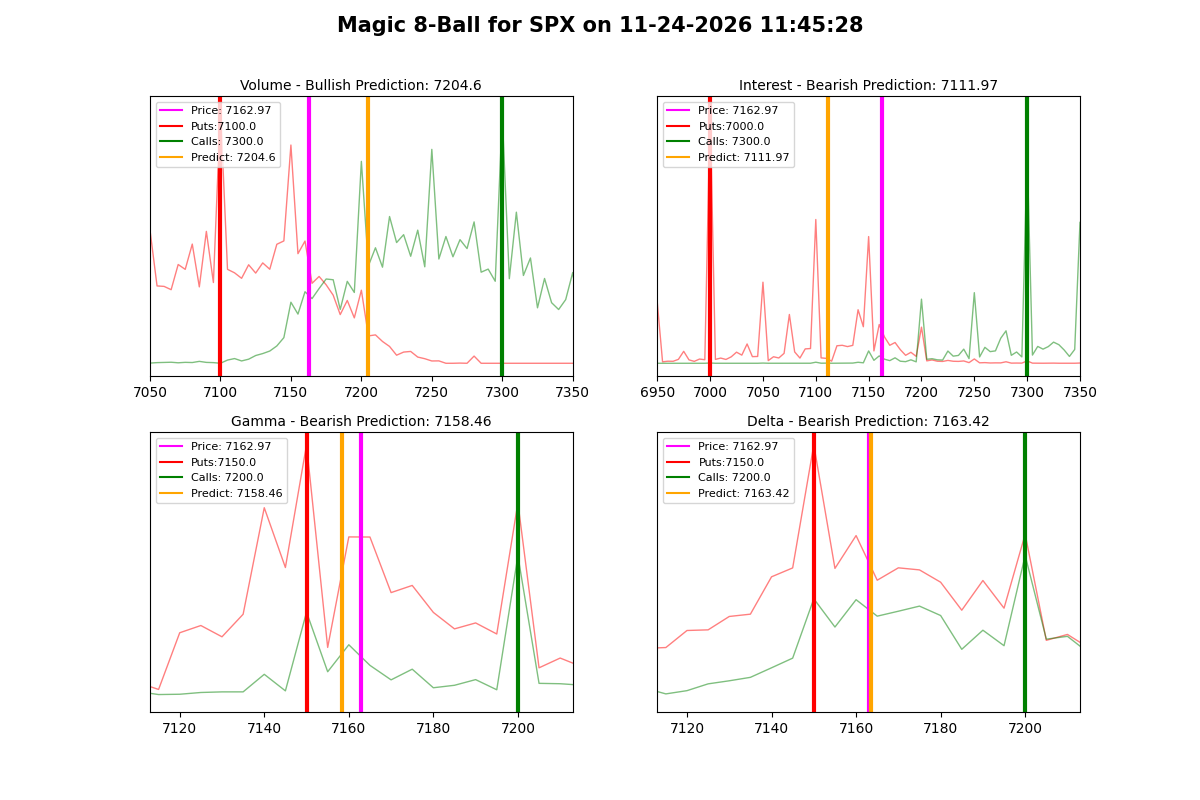 Magic 8-Ball for SPX on 11-24-2026 11:45:28
Volume - Bullish Prediction: 7204.6
Price: 7162.97
Puts:7100.0
Calls: 7300.0
Predict: 7204.6
7050 7100 7150 7200 7250 7300 7350
Interest - Bearish Prediction: 7111.97
Price: 7162.97
Puts:7000.0
Calls: 7300.0
Predict: 7111.97
6950 7000 7050 7100 7150 7200 7250 7300 7350
Gamma - Bearish Prediction: 7158.46
Price: 7162.97
Puts:7150.0
Calls: 7200.0
Predict: 7158.46
7120 7140 7160 7180 7200
Delta - Bearish Prediction: 7163.42
Price: 7162.97
Puts:7150.0
Calls: 7200.0
Predict: 7163.42
7120 7140 7160 7180 7200